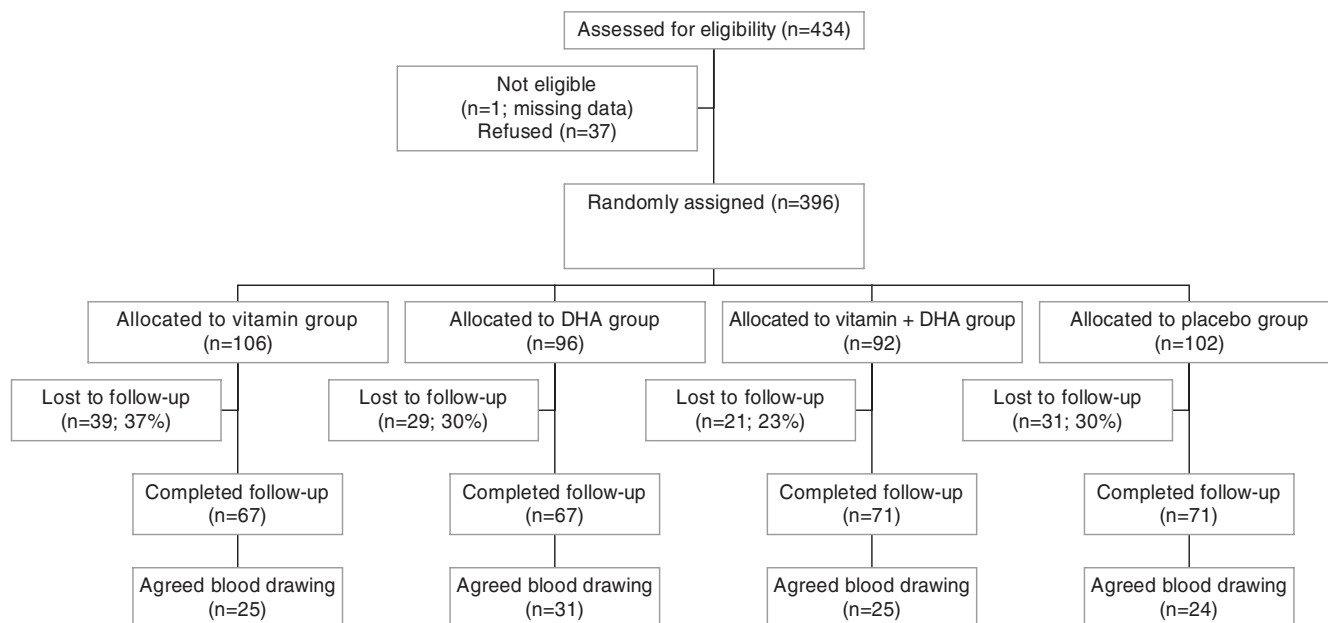 Assessed for eligibility (n=434)
Not eligible
(n=1; missing data)
Refused (n=37)
Randomly assigned (n=396)
Allocated to vitamin group
(n=106)
Allocated to DHA group
(n=96)
Allocated to vitamin + DHA group
(n=92)
Allocated to placebo group
(n=102)
Lost to follow-up
(n=39; 37%)
Lost to follow-up
(n=29; 30%)
Lost to follow-up
(n=21; 23%)
Lost to follow-up
(n=31; 30%)
Completed follow-up
(n=67)
Completed follow-up
(n=67)
Completed follow-up
(n=71)
Completed follow-up
(n=71)
Agreed blood drawing
(n=25)
Agreed blood drawing
(n=31)
Agreed blood drawing
(n=25)
Agreed blood drawing
(n=24)